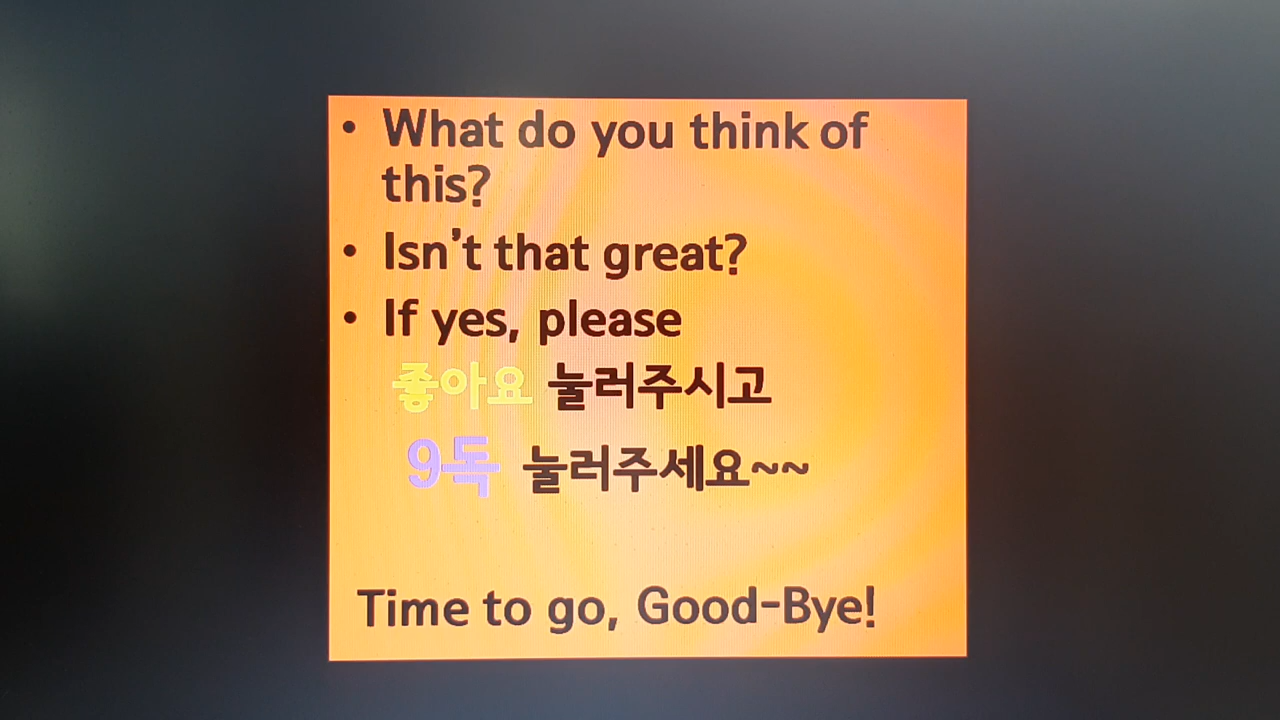 • What do you think of
this?
• Isn't that great?
• If yes, please
좋아요 눌러주시고
9독 눌러주세요~~
Time to go, Good-Bye!